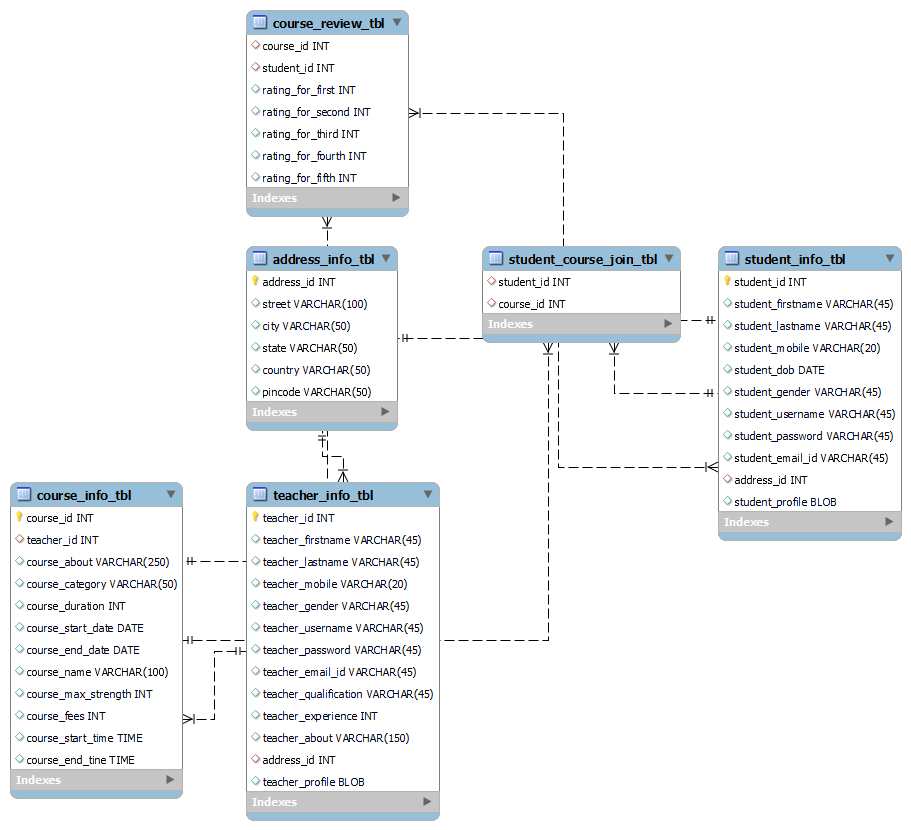 course_review_tbl
course_id INT
student_id INT
rating_for_first INT
rating_for_second INT
rating_for_third INT
rating_for_fourth INT
rating_for_fifth INT
Indexes
address_info_tbl
address_id INT
street VARCHAR(100)
city VARCHAR(50)
state VARCHAR(50)
country VARCHAR(50)
pincode VARCHAR(50)
Indexes
student_course_join_tbl
student_id INT
course_id INT
Indexes
student_info_tbl
student_id INT
student_firstname VARCHAR(45)
student_lastname VARCHAR(45)
student_mobile VARCHAR(20)
student_dob DATE
student_gender VARCHAR(45)
student_username VARCHAR(45)
student_password VARCHAR(45)
student_email_id VARCHAR(45)
address_id INT
student_profile BLOB
Indexes
course_info_tbl
course_id INT
teacher_id INT
course_about VARCHAR(250)
course_category VARCHAR(50)
course_duration INT
course_start_date DATE
course_end_date DATE
course_name VARCHAR(100)
course_max_strength INT
course_fees INT
course_start_time TIME
course_end_tine TIME
Indexes
teacher_info_tbl
teacher_id INT
teacher_firstname VARCHAR(45)
teacher_lastname VARCHAR(45)
teacher_mobile VARCHAR(20)
teacher_gender VARCHAR(45)
teacher_username VARCHAR(45)
teacher_password VARCHAR(45)
teacher_email_id VARCHAR(45)
teacher_qualification VARCHAR(45)
teacher_experience INT
teacher_about VARCHAR(150)
address_id INT
teacher_profile BLOB
Indexes